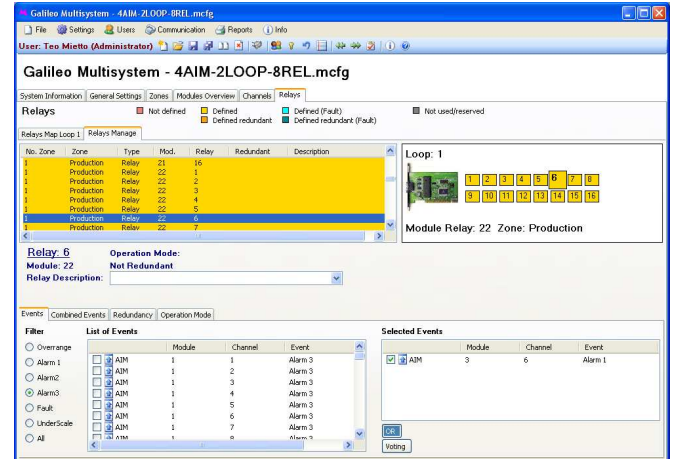 Galileo Multisystem - 4AIM-2LOOP-8REL.mcfg
File Settings Users Communication Reports Info
User: Teo Mietto (Administrator)
Galileo Multisystem - 4AIM-2LOOP-8REL.mcfg
System Information General Settings Zones Modules Overview Channels Relays
Relays Not defined Defined Defined (Fault) Not used/reserved
Defined redundant Defined redundant (Fault)
Relays Map Loop 1 Relays Manage
No. Zone Zone Type Mod. Relay Redundant Description
1 Production Relay 21 16
1 Production Relay 22 1
1 Production Relay 22 2
1 Production Relay 22 3
1 Production Relay 22 4
1 Production Relay 22 5
1 Production Relay 22 6
1 Production Relay 22 7
Loop: 1
1 2 3 4 5 6 7 8
9 10 11 12 13 14 15 16
Module Relay: 22 Zone: Production
Relay: 6 Operation Mode:
Module: 22 Not Redundant
Relay Description:
Events Combined Events Redundancy Operation Mode
Filter List of Events Selected Events
Overrange
Alarm 1
Alarm2
Alarm3
Fault
UnderScale
All
Module Channel Event
AIM 1 1 Alarm 3
AIM 1 2 Alarm 3
AIM 1 3 Alarm 3
AIM 1 4 Alarm 3
AIM 1 5 Alarm 3
AIM 1 6 Alarm 3
AIM 1 7 Alarm 3
AIM 1 8 Alarm 3
Module Channel Event
AIM 3 6 Alarm 1
OR
Voting